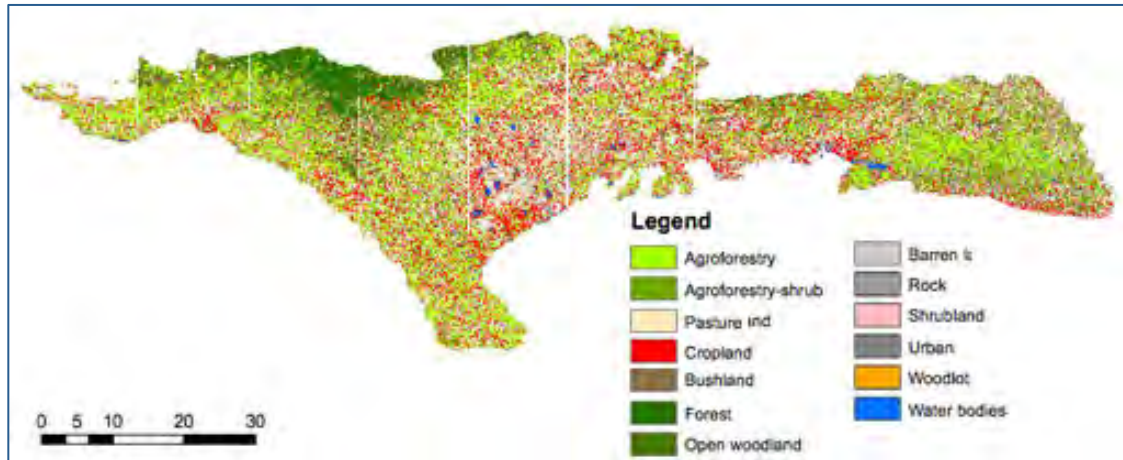 Legend
Agroforestry
Agroforestry-shrub
Pasture
Cropland
Bushland
Forest
Open woodland
Barren
Rock
Shrubland
Urban
Woodlot
Water bodies
0 5 10 20 30